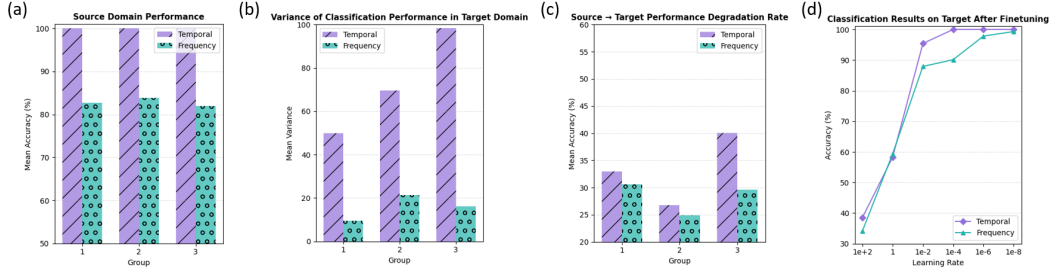 (a)
Source Domain Performance
Temporal
Frequency
Mean Accuracy (%)
100
90
80
70
60
50
1
2
3
Group
(b)
Variance of Classification Performance in Target Domain
Temporal
Frequency
Mean Variance
100
80
60
40
20
0
1
2
3
Group
(c)
Source → Target Performance Degradation Rate
Temporal
Frequency
Mean Accuracy (%)
60
55
50
45
40
35
30
25
20
1
2
3
Group
(d)
Classification Results on Target After Finetuning
Accuracy (%)
100
90
80
70
60
50
40
30
Temporal
Frequency
1e+2
1
1e-2
1e-4
1e-6
1e-8
Learning Rate